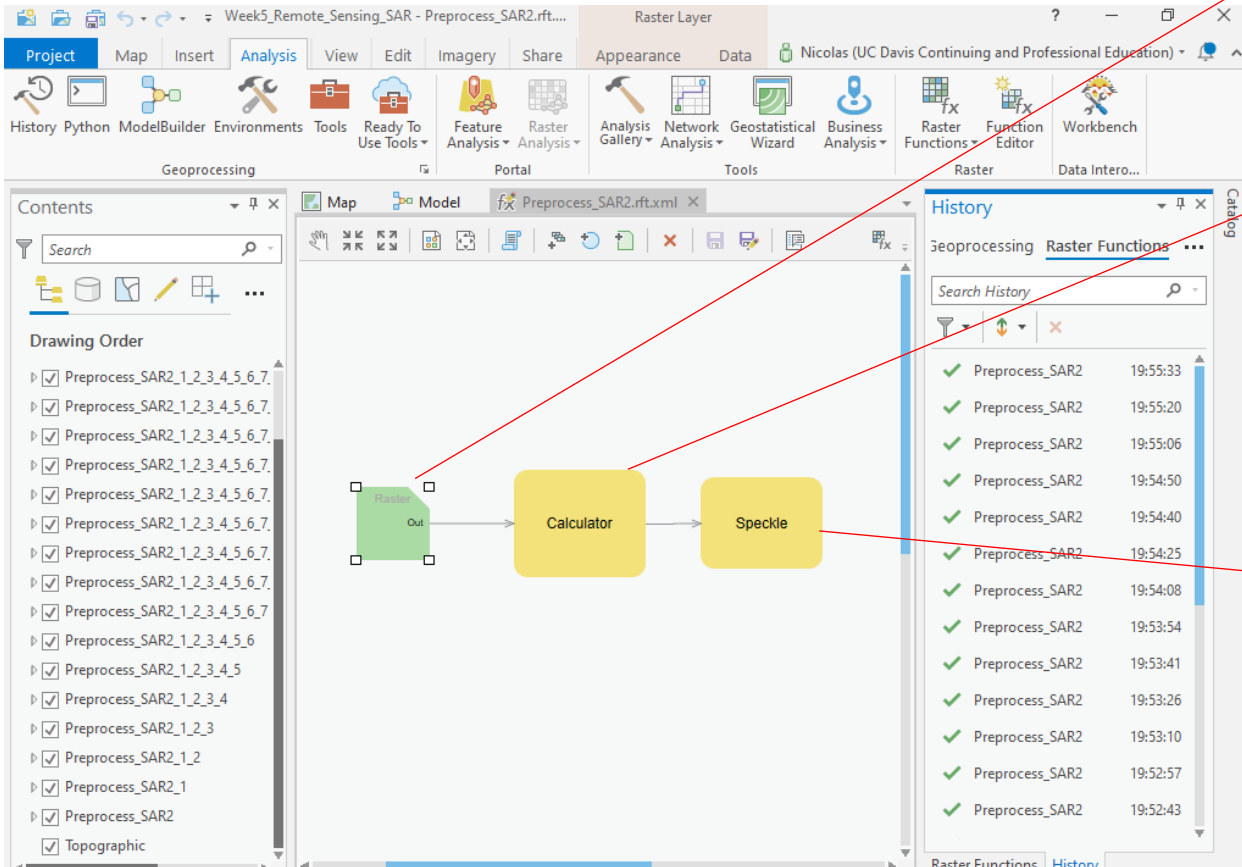 Week5_Remote_Sensing_SAR - Preprocess_SAR2.rft....
Raster Layer
?
Project
Map
Insert
Analysis
View
Edit
Imagery
Share
Appearance
Data
Nicolas (UC Davis Continuing and Professional Education)
History
Python
ModelBuilder
Environments
Tools
Ready To
Use Tools
Feature
Analysis
Raster
Analysis
Analysis
Gallery
Network
Analysis
Geostatistical
Wizard
Business
Analysis
Raster
Functions
Function
Editor
Workbench
Geoprocessing
Portal
Tools
Raster
Data Intero...
Contents
Search
Drawing Order
Preprocess_SAR2_1_2_3_4_5_6_7_
Preprocess_SAR2_1_2_3_4_5_6_7_
Preprocess_SAR2_1_2_3_4_5_6_7_
Preprocess_SAR2_1_2_3_4_5_6_7_
Preprocess_SAR2_1_2_3_4_5_6_7_
Preprocess_SAR2_1_2_3_4_5_6_7_
Preprocess_SAR2_1_2_3_4_5_6_7_
Preprocess_SAR2_1_2_3_4_5_6_7_
Preprocess_SAR2_1_2_3_4_5_6_7
Preprocess_SAR2_1_2_3_4_5_6
Preprocess_SAR2_1_2_3_4_5
Preprocess_SAR2_1_2_3_4
Preprocess_SAR2_1_2_3
Preprocess_SAR2_1_2
Preprocess_SAR2_1
Preprocess_SAR2
Topographic
Map
Model
fx Preprocess_SAR2.rft.xml
Raster
Out
Calculator
Speckle
History
Geoprocessing
Raster Functions
Search History
Preprocess_SAR2 19:55:33
Preprocess_SAR2 19:55:20
Preprocess_SAR2 19:55:06
Preprocess_SAR2 19:54:50
Preprocess_SAR2 19:54:40
Preprocess_SAR2 19:54:25
Preprocess_SAR2 19:54:08
Preprocess_SAR2 19:53:54
Preprocess_SAR2 19:53:41
Preprocess_SAR2 19:53:26
Preprocess_SAR2 19:53:10
Preprocess_SAR2 19:52:57
Preprocess_SAR2 19:52:43
Raster Functions
History
Catalog